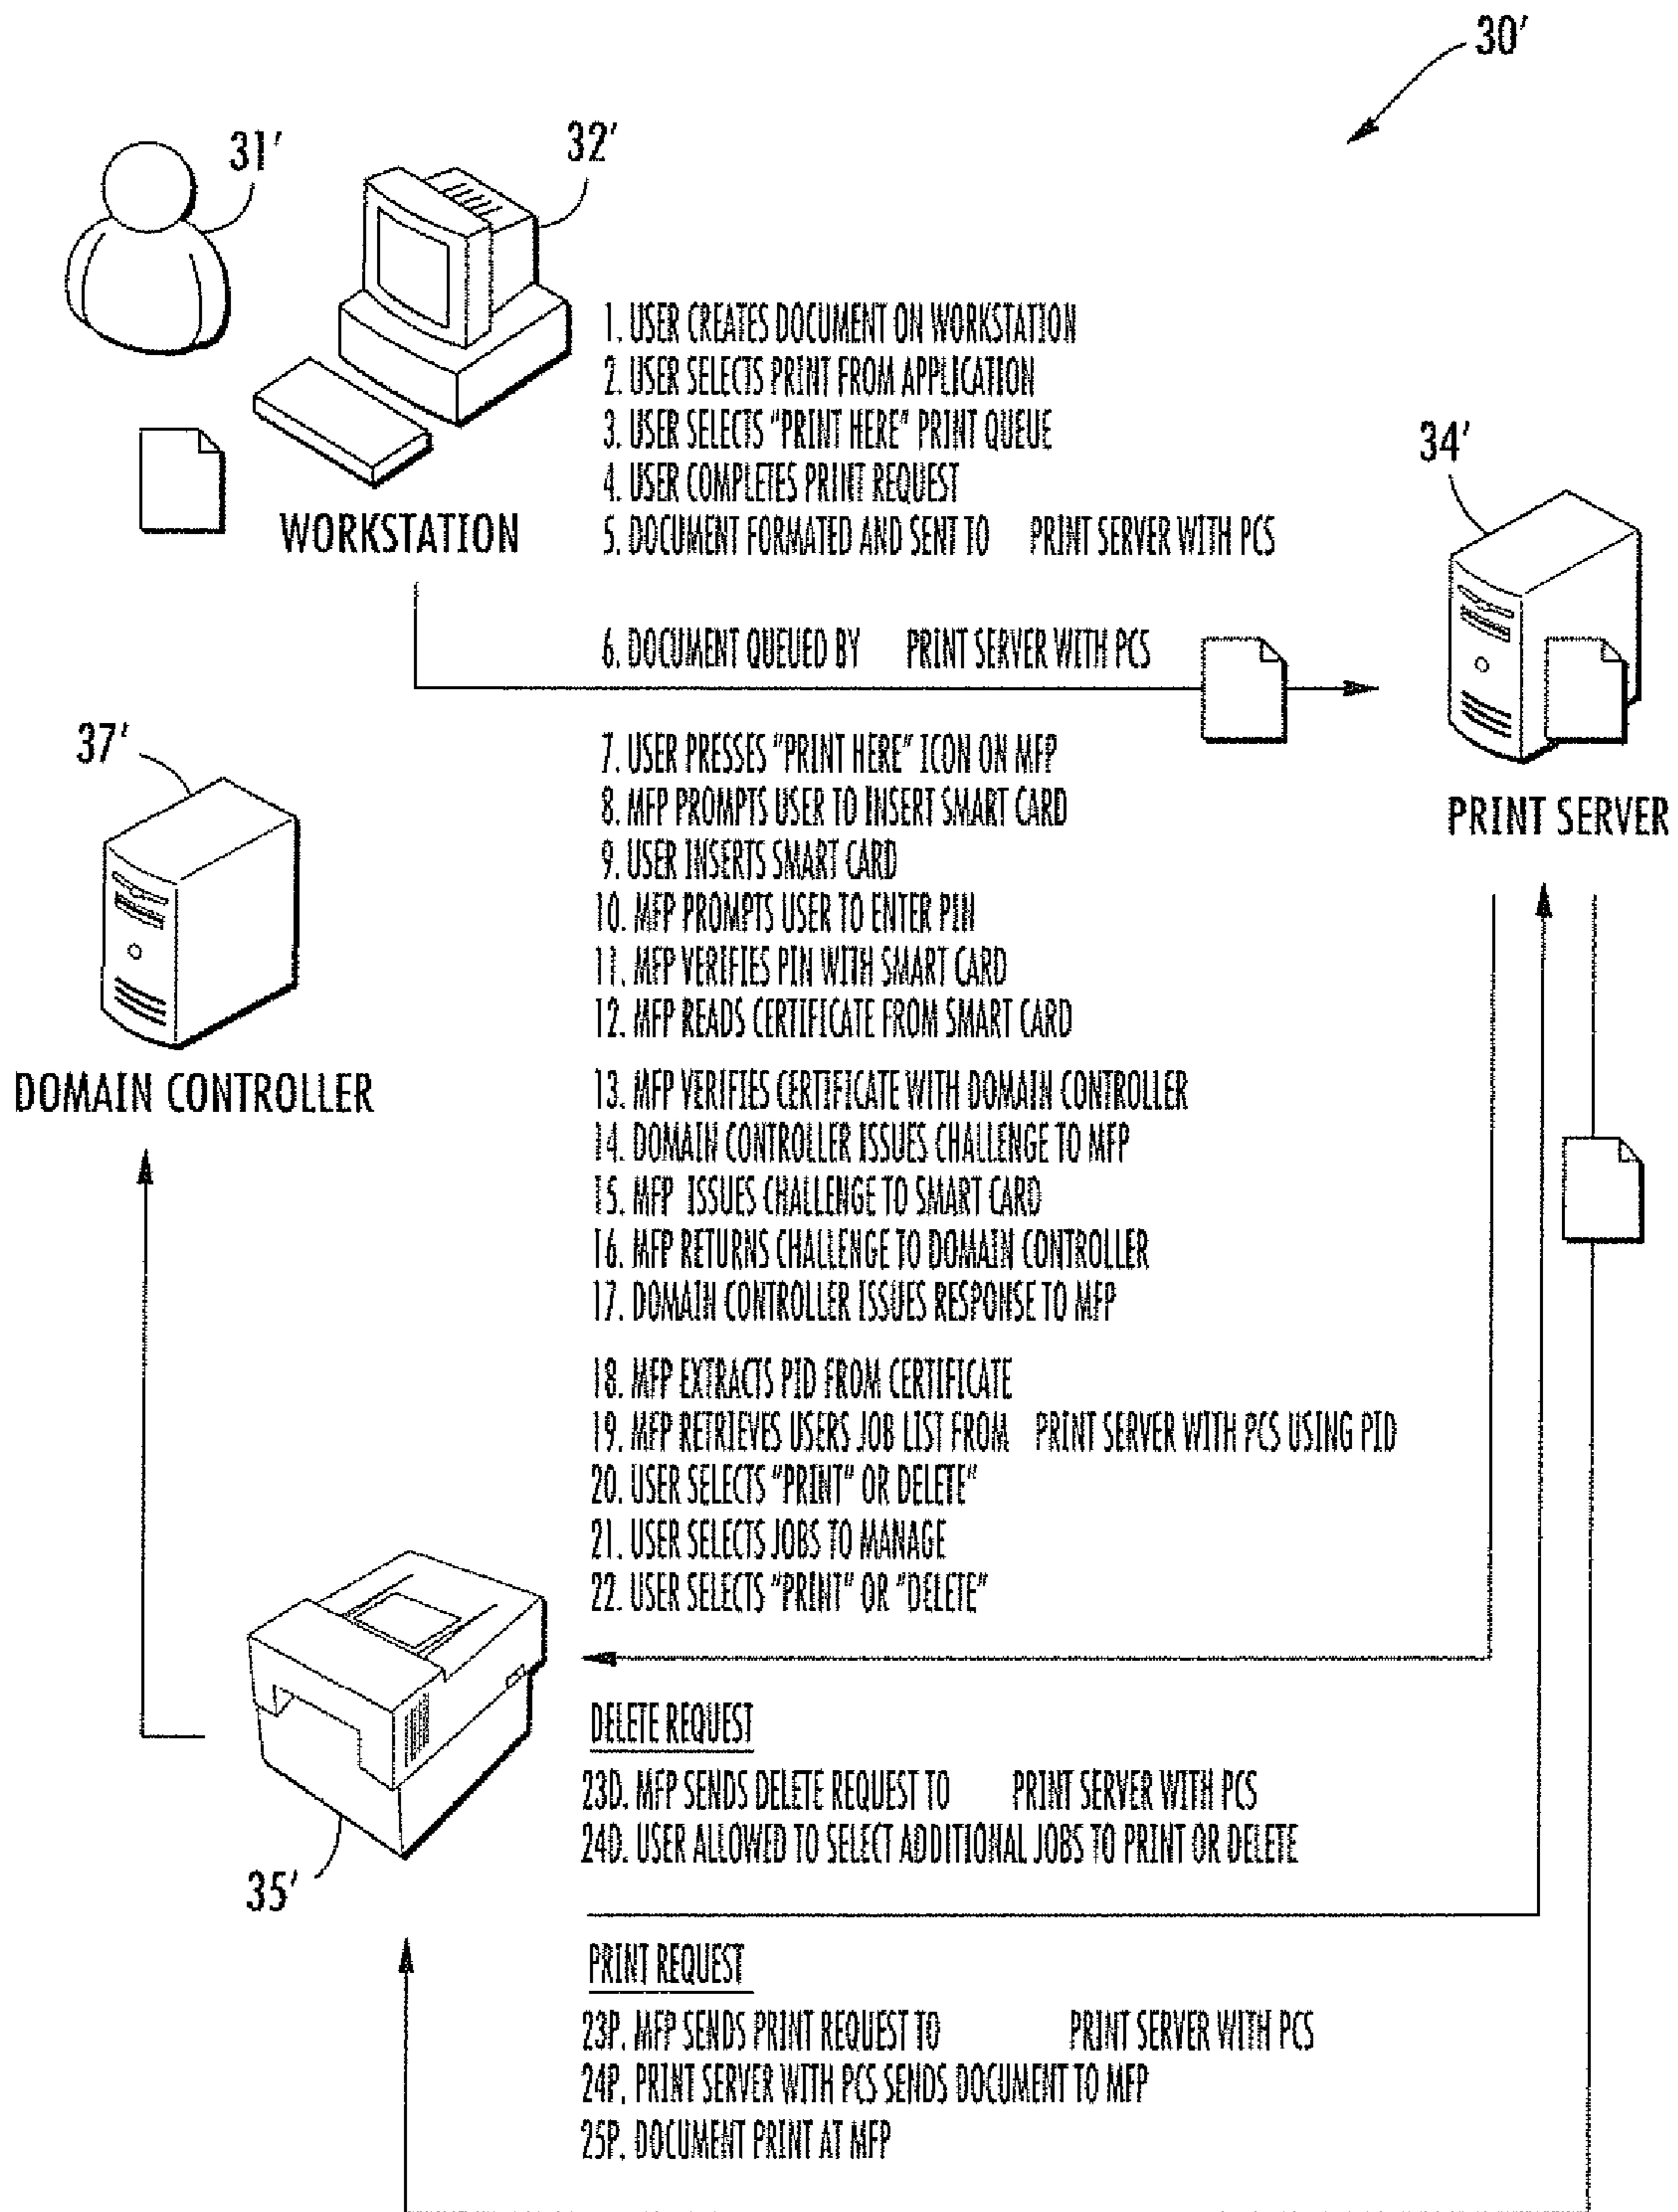 30'
31'
32'
1. USER CREATES DOCUMENT ON WORKSTATION
2. USER SELECTS PRINT FROM APPLICATION
3. USER SELECTS "PRINT HERE" PRINT QUEUE
4. USER COMPLETES PRINT REQUEST
5. DOCUMENT FORMATED AND SENT TO PRINT SERVER WITH PCS
WORKSTATION
34'
6. DOCUMENT QUEUED BY PRINT SERVER WITH PCS
37'
7. USER PRESSES "PRINT HERE" ICON ON MFP
8. MFP PROMPTS USER TO INSERT SMART CARD
9. USER INSERTS SMART CARD
10. MFP PROMPTS USER TO ENTER PIN
11. MFP VERIFIES PIN WITH SMART CARD
12. MFP READS CERTIFICATE FROM SMART CARD
PRINT SERVER
DOMAIN CONTROLLER
13. MFP VERIFIES CERTIFICATE WITH DOMAIN CONTROLLER
14. DOMAIN CONTROLLER ISSUES CHALLENGE TO MFP
15. MFP ISSUES CHALLENGE TO SMART CARD
16. MFP RETURNS CHALLENGE TO DOMAIN CONTROLLER
17. DOMAIN CONTROLLER ISSUES RESPONSE TO MFP
18. MFP EXTRACTS PID FROM CERTIFICATE
19. MFP RETRIEVES USERS JOB LIST FROM PRINT SERVER WITH PCS USING PID
20. USER SELECTS "PRINT" OR DELETE"
21. USER SELECTS JOBS TO MANAGE
22. USER SELECTS "PRINT" OR "DELETE"
DELETE REQUEST
23D. MFP SENDS DELETE REQUEST TO PRINT SERVER WITH PCS
24D. USER ALLOWED TO SELECT ADDITIONAL JOBS TO PRINT OR DELETE
35'
PRINT REQUEST
23P. MFP SENDS PRINT REQUEST TO PRINT SERVER WITH PCS
24P. PRINT SERVER WITH PCS SENDS DOCUMENT TO MFP
25P. DOCUMENT PRINT AT MFP